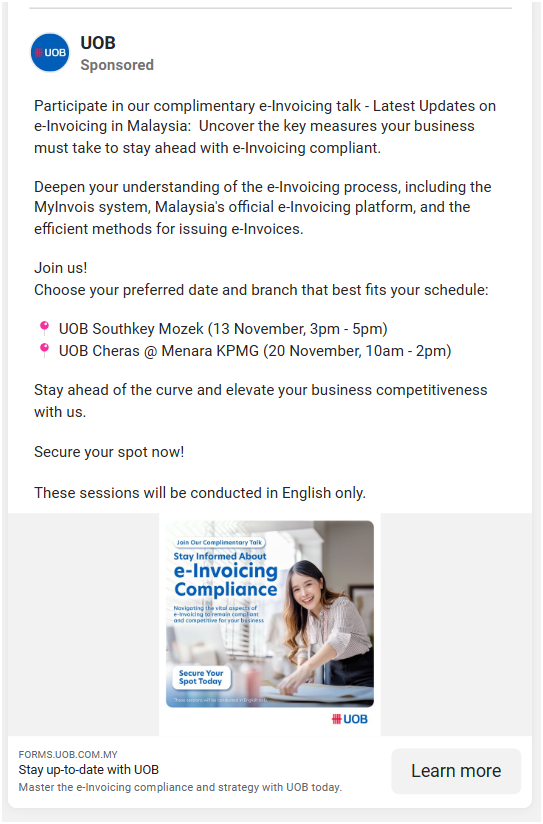 UOB
UOB
Sponsored
Participate in our complimentary e-Invoicing talk - Latest Updates on
e-Invoicing in Malaysia:  Uncover the key measures your business
must take to stay ahead with e-Invoicing compliant.
Deepen your understanding of the e-Invoicing process, including the
MyInvois system, Malaysia's official e-Invoicing platform, and the
efficient methods for issuing e-Invoices.
Join us!
Choose your preferred date and branch that best fits your schedule:
📍 UOB Southkey Mozek (13 November, 3pm - 5pm)
📍 UOB Cheras @ Menara KPMG (20 November, 10am - 2pm)
Stay ahead of the curve and elevate your business competitiveness
with us.
Secure your spot now!
These sessions will be conducted in English only.
Join Our Complimentary Talk
Stay Informed About
e-Invoicing
Compliance
Navigating the vital aspects of
e-Invoicing to remain compliant
and competitive for your business
Secure Your
Spot Today
These sessions will be conducted in English only.
UOB
FORMS.UOB.COM.MY
Stay up-to-date with UOB
Master the e-Invoicing compliance and strategy with UOB today.
Learn more